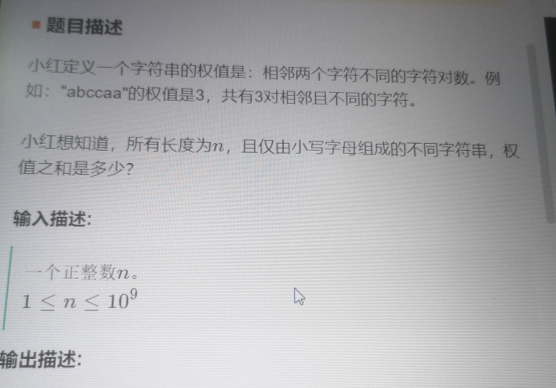 题目描述
小红定义一个字符串的权值是：相邻两个字符不同的字符对数。例
如："abccaa"的权值是3，共有3对相邻且不同的字符。
小红想知道，所有长度为n，且仅由小写字母组成的不同字符串，权
值之和是多少？
输入描述:
一个正整数n。
1 ≤ n ≤ 10⁹
输出描述: